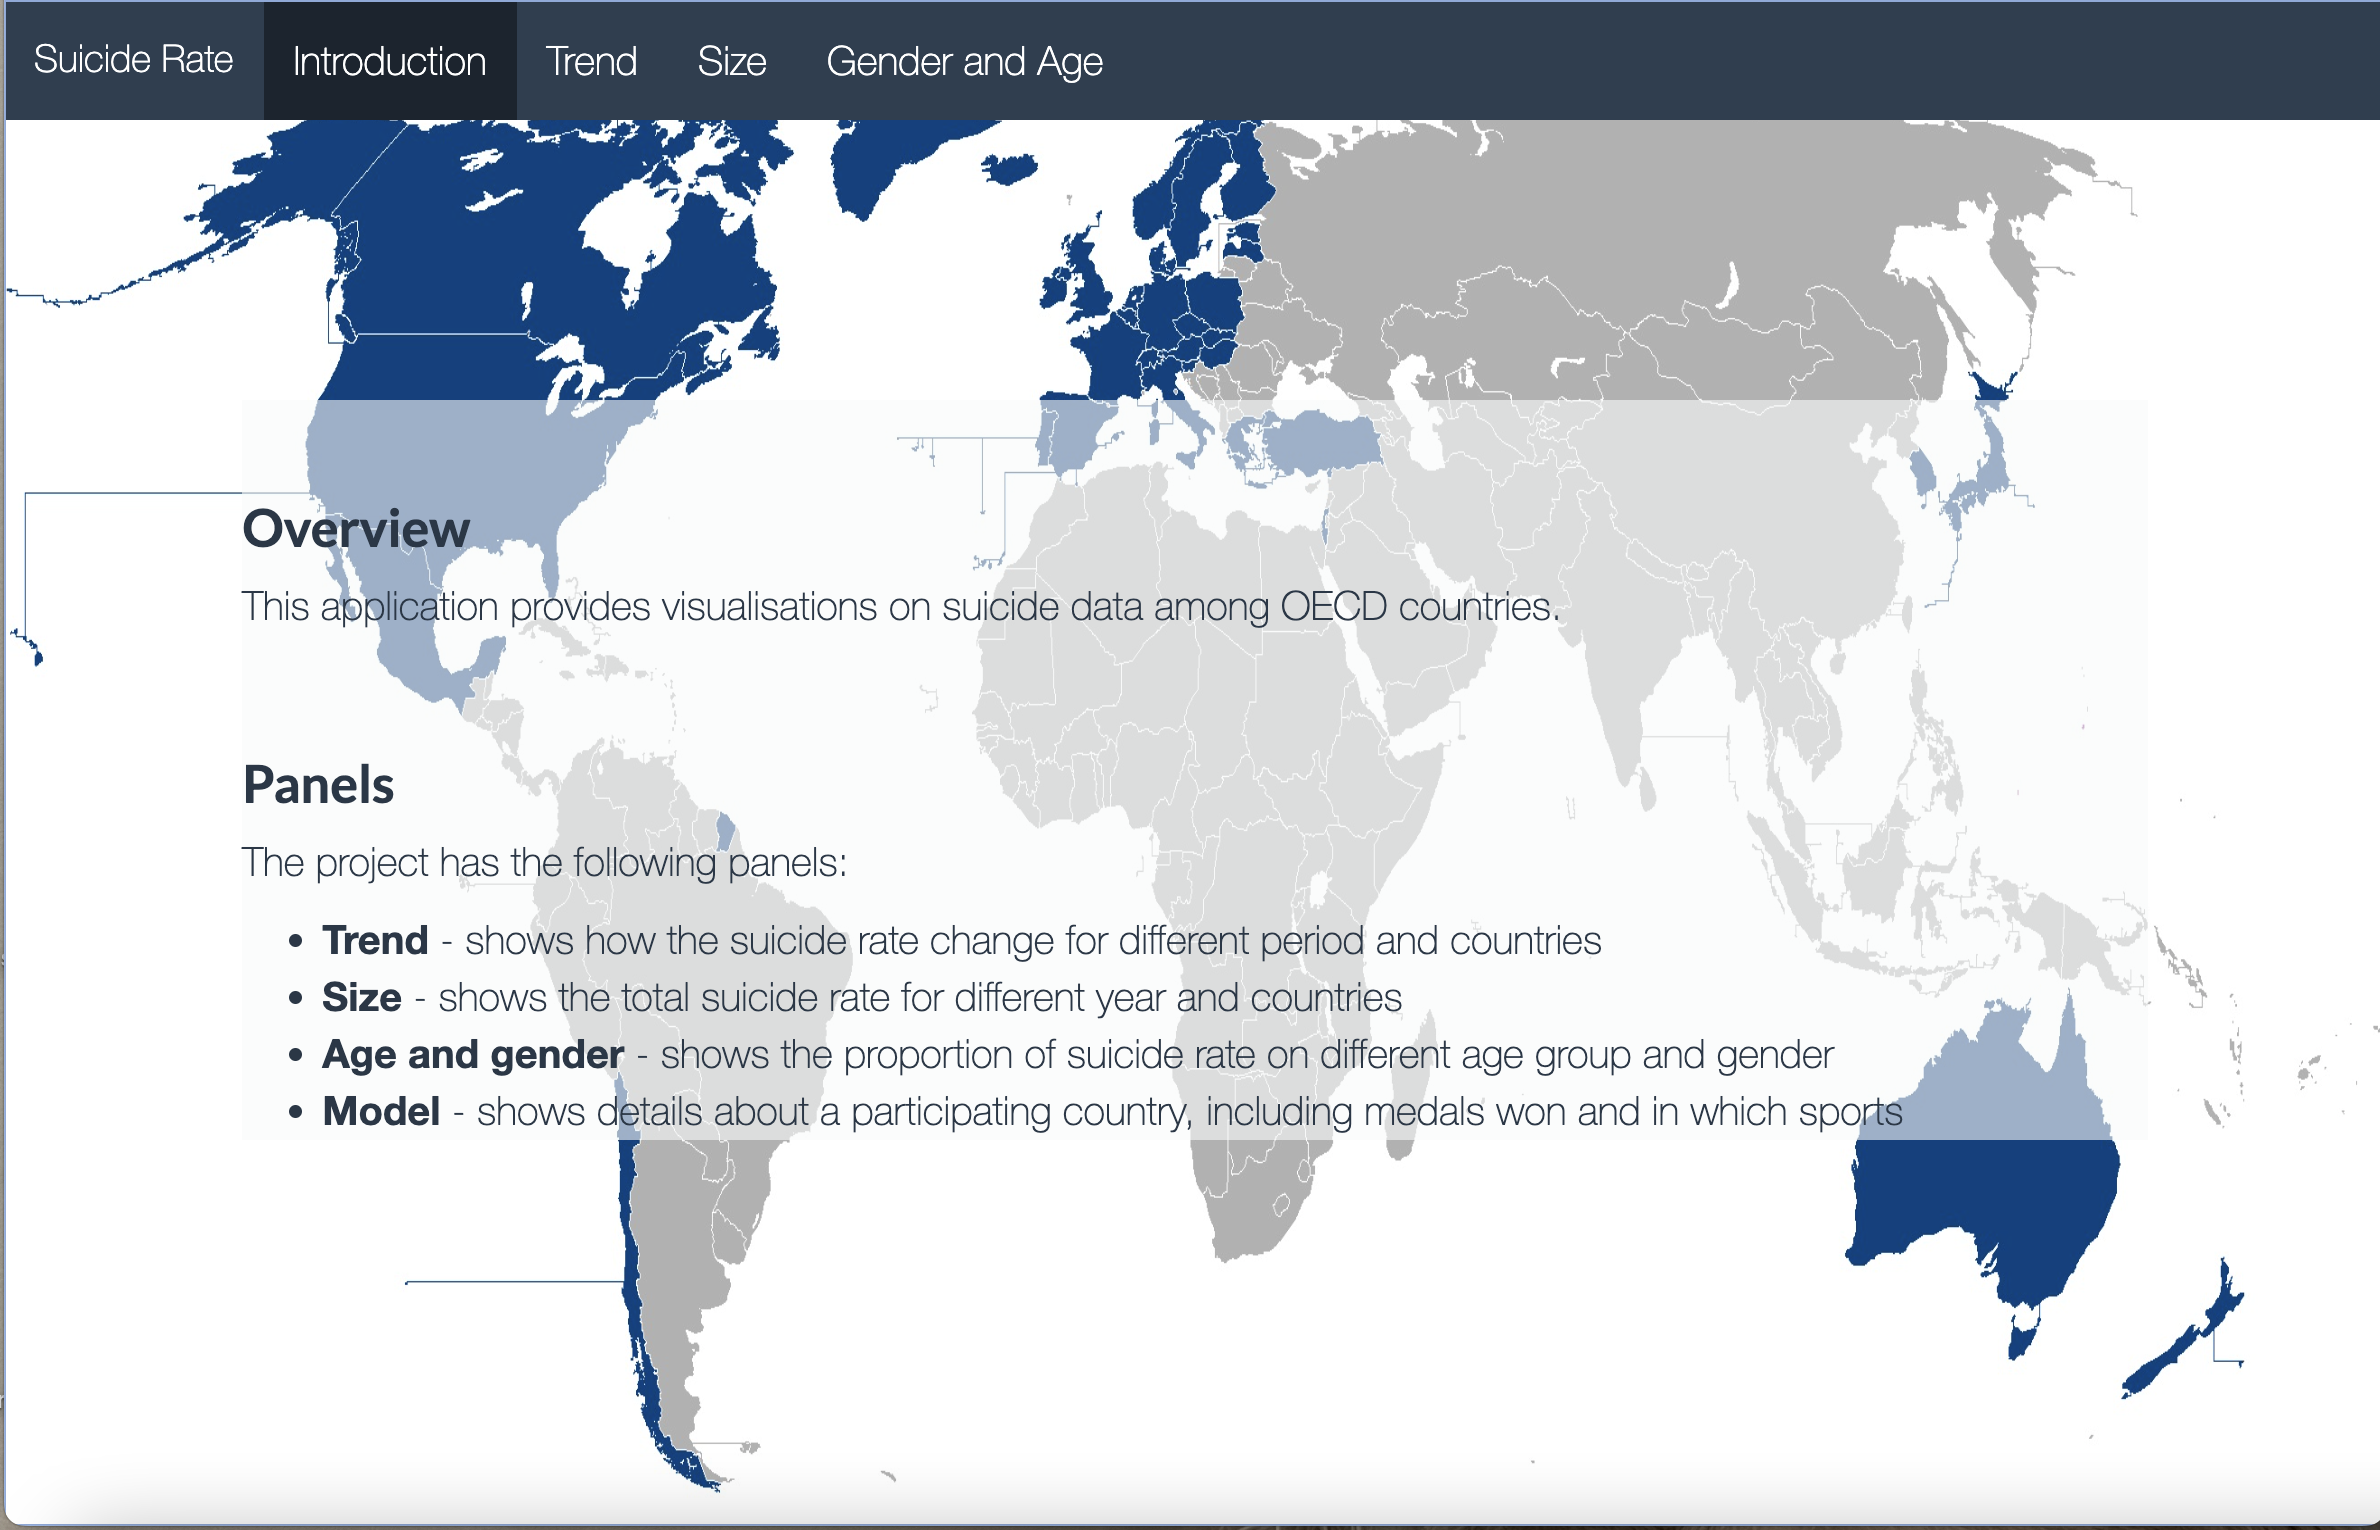 Suicide Rate Introduction Trend Size Gender and Age
Overview
This application provides visualisations on suicide data among OECD countries.
Panels
The project has the following panels:
• Trend - shows how the suicide rate change for different period and countries
• Size - shows the total suicide rate for different year and countries
• Age and gender - shows the proportion of suicide rate on different age group and gender
• Model - shows details about a participating country, including medals won and in which sports